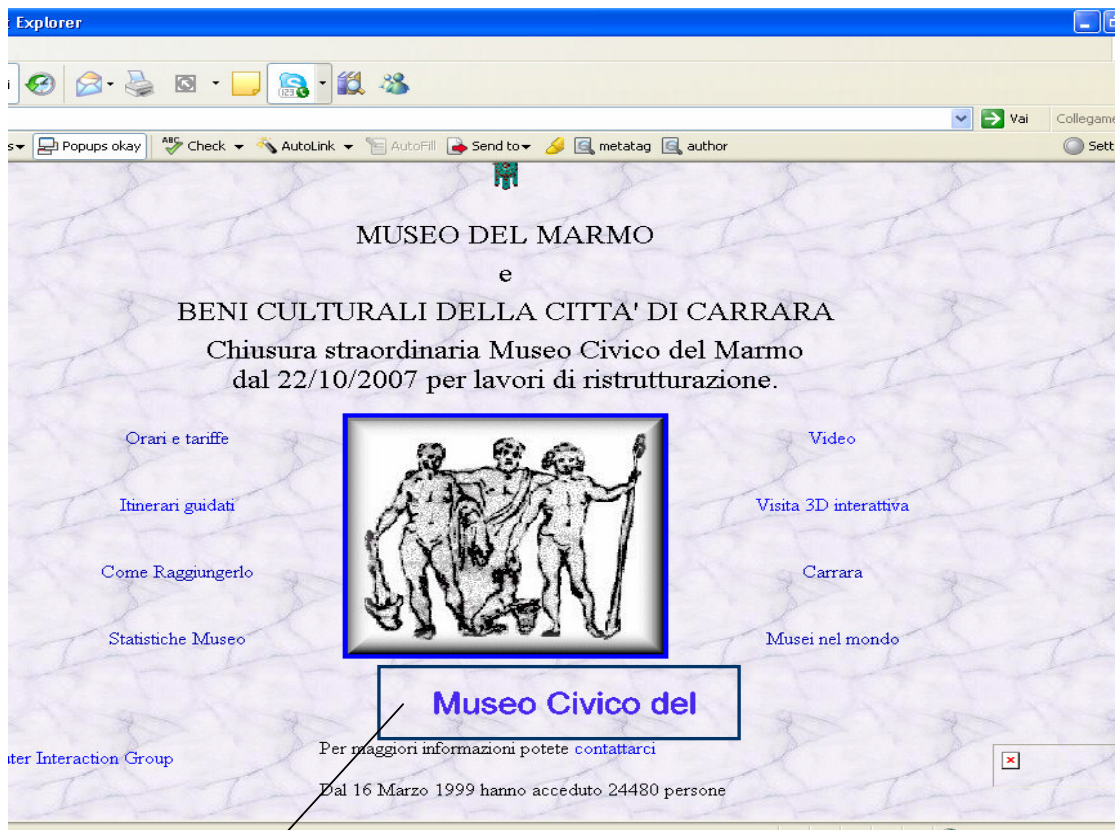 Explorer
Vai Collegame
Popups okay Check AutoLink AutoFill Send to metatag author Sett
MUSEO DEL MARMO
e
BENI CULTURALI DELLA CITTA' DI CARRARA
Chiusura straordinaria Museo Civico del Marmo
dal 22/10/2007 per lavori di ristrutturazione.
Orari e tariffe
Video
Itinerari guidati
Visita 3D interattiva
Come Raggiungerlo
Carrara
Statistiche Museo
Musei nel mondo
Museo Civico del
Per maggiori informazioni potete contattarci
uter Interaction Group
Dal 16 Marzo 1999 hanno acceduto 24480 persone